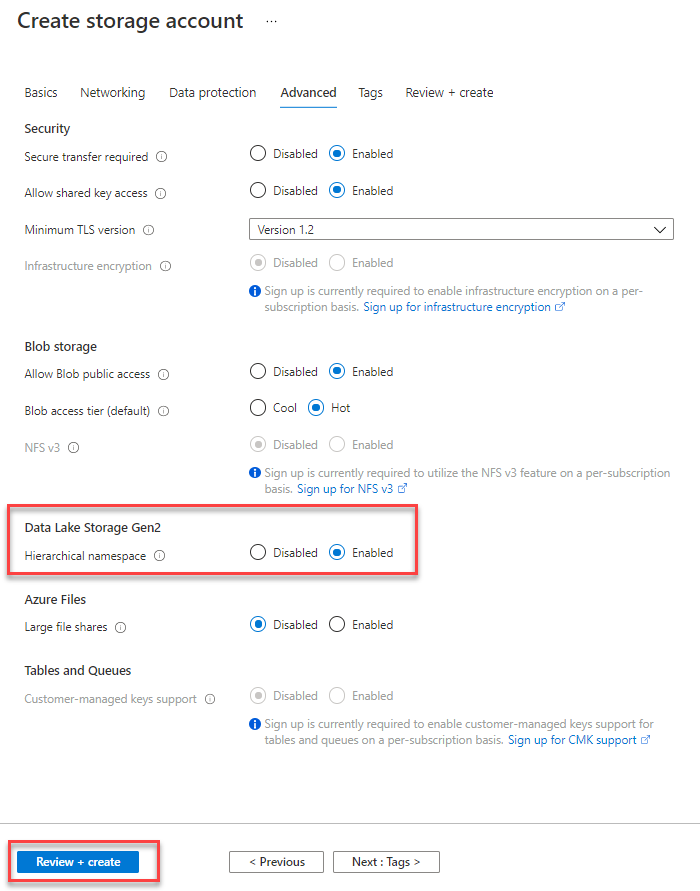 Create storage account ...
Basics Networking Data protection Advanced Tags Review + create
Security
Secure transfer required Disabled Enabled
Allow shared key access Disabled Enabled
Minimum TLS version Version 1.2
Infrastructure encryption Disabled Enabled
Sign up is currently required to enable infrastructure encryption on a per-
subscription basis. Sign up for infrastructure encryption
Blob storage
Allow Blob public access Disabled Enabled
Blob access tier (default) Cool Hot
NFS v3 Disabled Enabled
Sign up is currently required to utilize the NFS v3 feature on a per-subscription
basis. Sign up for NFS v3
Data Lake Storage Gen2
Hierarchical namespace Disabled Enabled
Azure Files
Large file shares Disabled Enabled
Tables and Queues
Customer-managed keys support Disabled Enabled
Sign up is currently required to enable customer-managed keys support for
tables and queues on a per-subscription basis. Sign up for CMK support
Review + create < Previous Next : Tags >